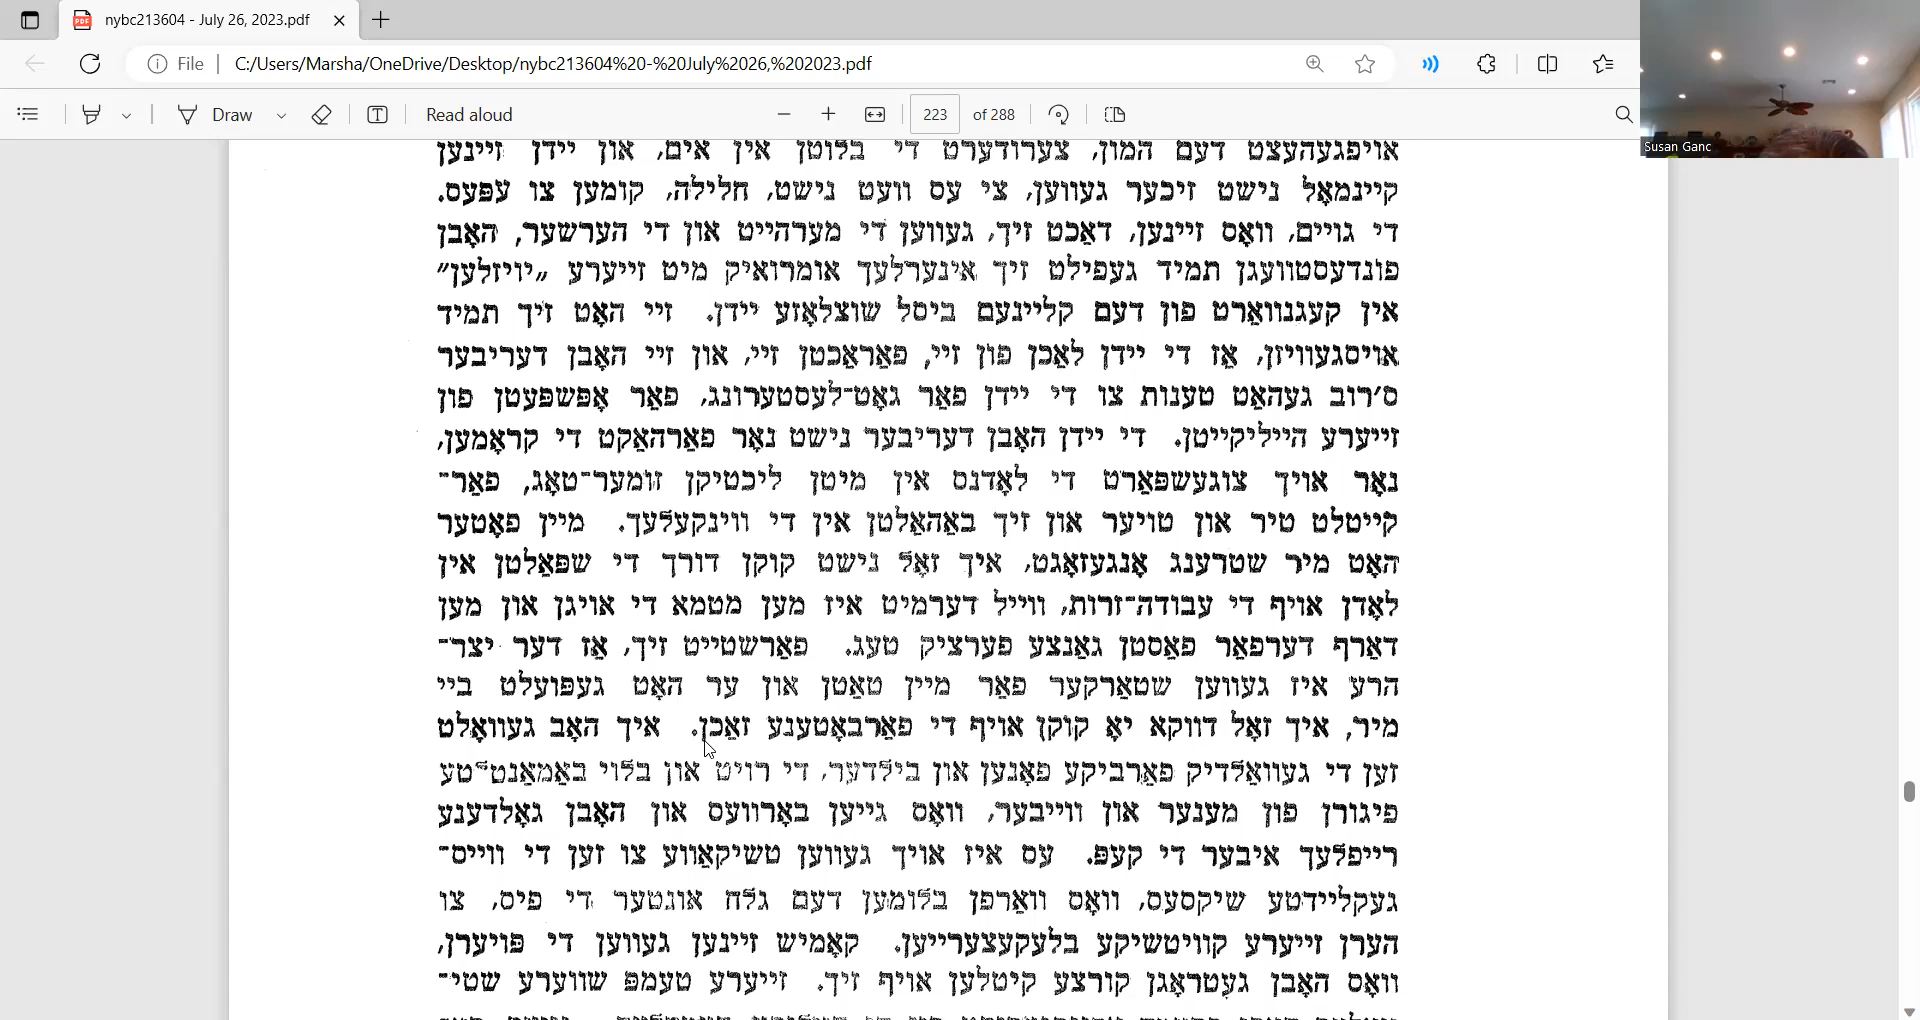 nybc213604 - July 26, 2023.pdf
File
C:/Users/Marsha/OneDrive/Desktop/nybc213604%20-%20July%2026,%202023.pdf
Draw
Read aloud
223
of 288
Susan Ganc
אויפגעהעצט דעם המון, צערודערט די בלוטן אין אים, און יידן זיינען
קיינמאָל נישט זיכער געווען, צי עס וועט נישט, חלילה, קומען צו עפּעס.
די גויים, וואָס זיינען, דאַכט זיך, געווען די מערהייט און די הערשער, האָבן
פונדעסטוועגן תמיד געפילט זיך אינערלעך אומרואיק מיט זייערע „יויזלען"
אין קעגנוואַרט פון דעם קליינעם ביסל שוצלאָזע יידן. זיי האָט זיך תמיד
אויסגעוויזן, אַז די יידן לאַכן פון זיי, פאַראַכטן זיי, און זיי האָבן דעריבער
ס׳רוב געהאַט טענות צו די יידן פאַר גאָט־לעסטערונג, פאַר אָפּשפּעטן פון
זייערע הייליקייטן. די יידן האָבן דעריבער נישט נאָר פאַרהאַקט די קראָמען,
נאָר אויך צוגעשפּאַרט די לאָדנס אין מיטן ליכטיקן זומער־טאָג, פאַר־
קייטלט טיר און טויער און זיך באַהאַלטן אין די ווינקעלעך. מיין פאָטער
האָט מיר שטרענג אָנגעזאָגט, איך זאָל נישט קוקן דורך די שפּאַלטן אין
לאָדן אויף די עבודה־זרות, ווייל דערמיט איז מען מטמא די אויגן און מען
דאַרף דערפאַר פאַסטן גאַנצע פערציק טעג. פאַרשטייט זיך, אַז דער יצר־
הרע איז געווען שטאַרקער פאַר מיין טאַטן און ער האָט געפּועלט ביי
מיר, איך זאָל דווקא יאָ קוקן אויף די פאַרבאָטענע זאַכן. איך האָב געוואָלט
זען די געוואַלדיק פאַרביקע פאָנען און בילדער, די רויט און בלוי באַמאַנטלטע
פיגורן פון מענער און ווייבער, וואָס גייען באָרוועס און האָבן גאָלדענע
רייפלעך איבער די קעפּ. עס איז אויך געווען טשיקאַווע צו זען די ווייס־
געקליידטע שיקסעס, וואָס וואַרפן בלומען דעם גלח אונטער די פיס, צו
הערן זייערע קוויטשיקע בלעקעצערייען. קאָמיש זיינען געווען די פּויערן,
וואָס האָבן געטראָגן קורצע קיטלען אויף זיך. זייערע טעמפּ שווערע שטי־